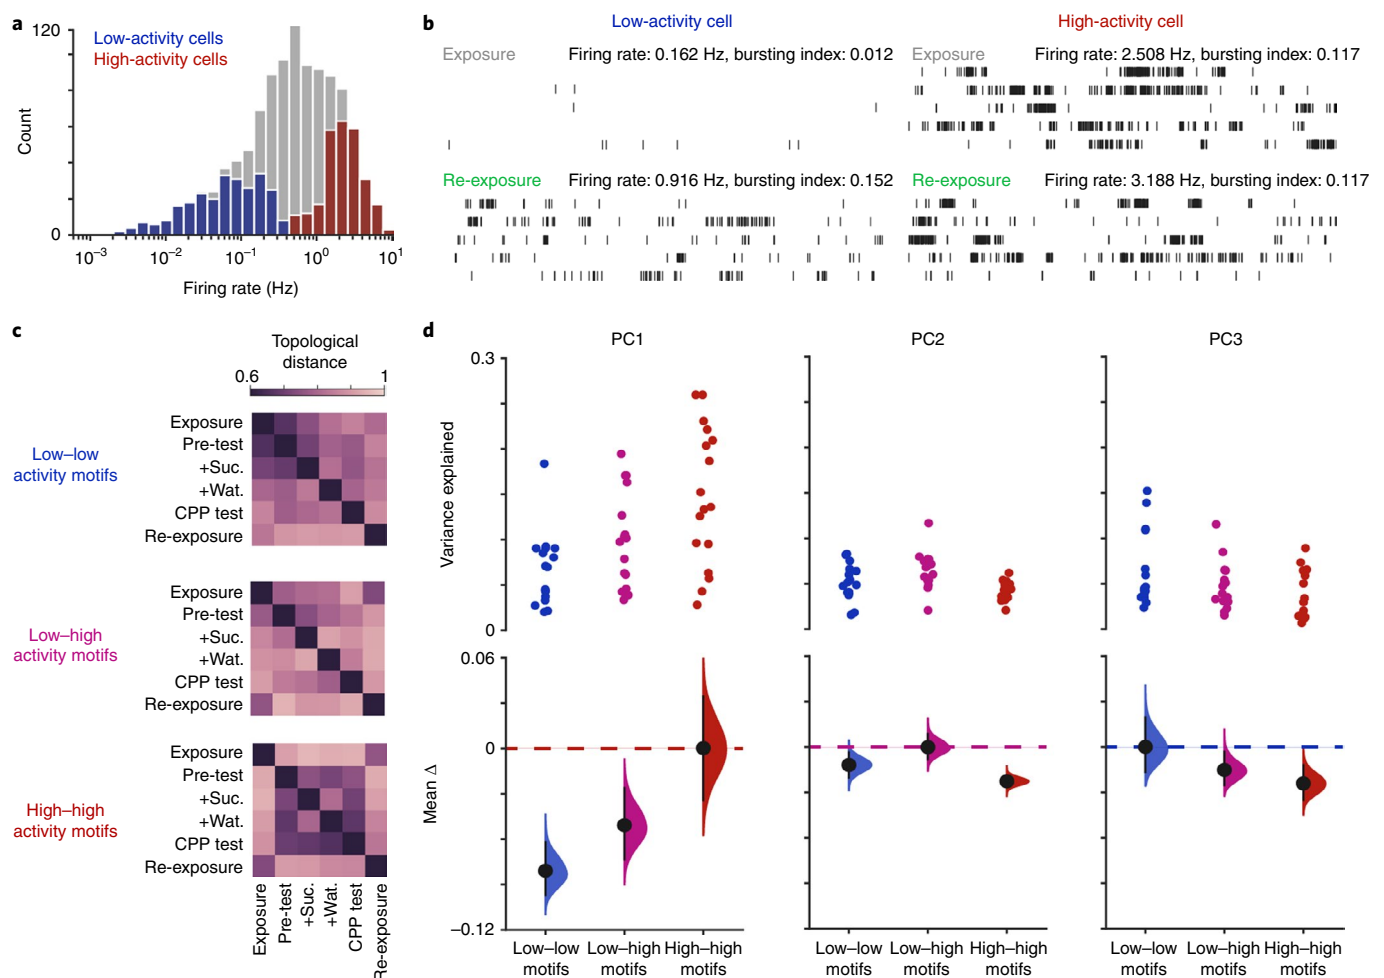 a
120
Low-activity cells
High-activity cells
Count
0
10⁻³ 10⁻² 10⁻¹ 10⁰ 10¹
Firing rate (Hz)
b
Low-activity cell
High-activity cell
Exposure
Firing rate: 0.162 Hz, bursting index: 0.012
Exposure
Firing rate: 2.508 Hz, bursting index: 0.117
Re-exposure
Firing rate: 0.916 Hz, bursting index: 0.152
Re-exposure
Firing rate: 3.188 Hz, bursting index: 0.117
c
Topological
distance
0.6 1
Low–low
activity motifs
Exposure
Pre-test
+Suc.
+Wat.
CPP test
Re-exposure
Low–high
activity motifs
Exposure
Pre-test
+Suc.
+Wat.
CPP test
Re-exposure
High–high
activity motifs
Exposure
Pre-test
+Suc.
+Wat.
CPP test
Re-exposure
Exposure
Pre-test
+Suc.
+Wat.
CPP test
Re-exposure
d
PC1
PC2
PC3
0.3
Variance explained
0
0.06
0
Mean Δ
−0.12
Low–low
motifs
Low–high
motifs
High–high
motifs
Low–low
motifs
Low–high
motifs
High–high
motifs
Low–low
motifs
Low–high
motifs
High–high
motifs